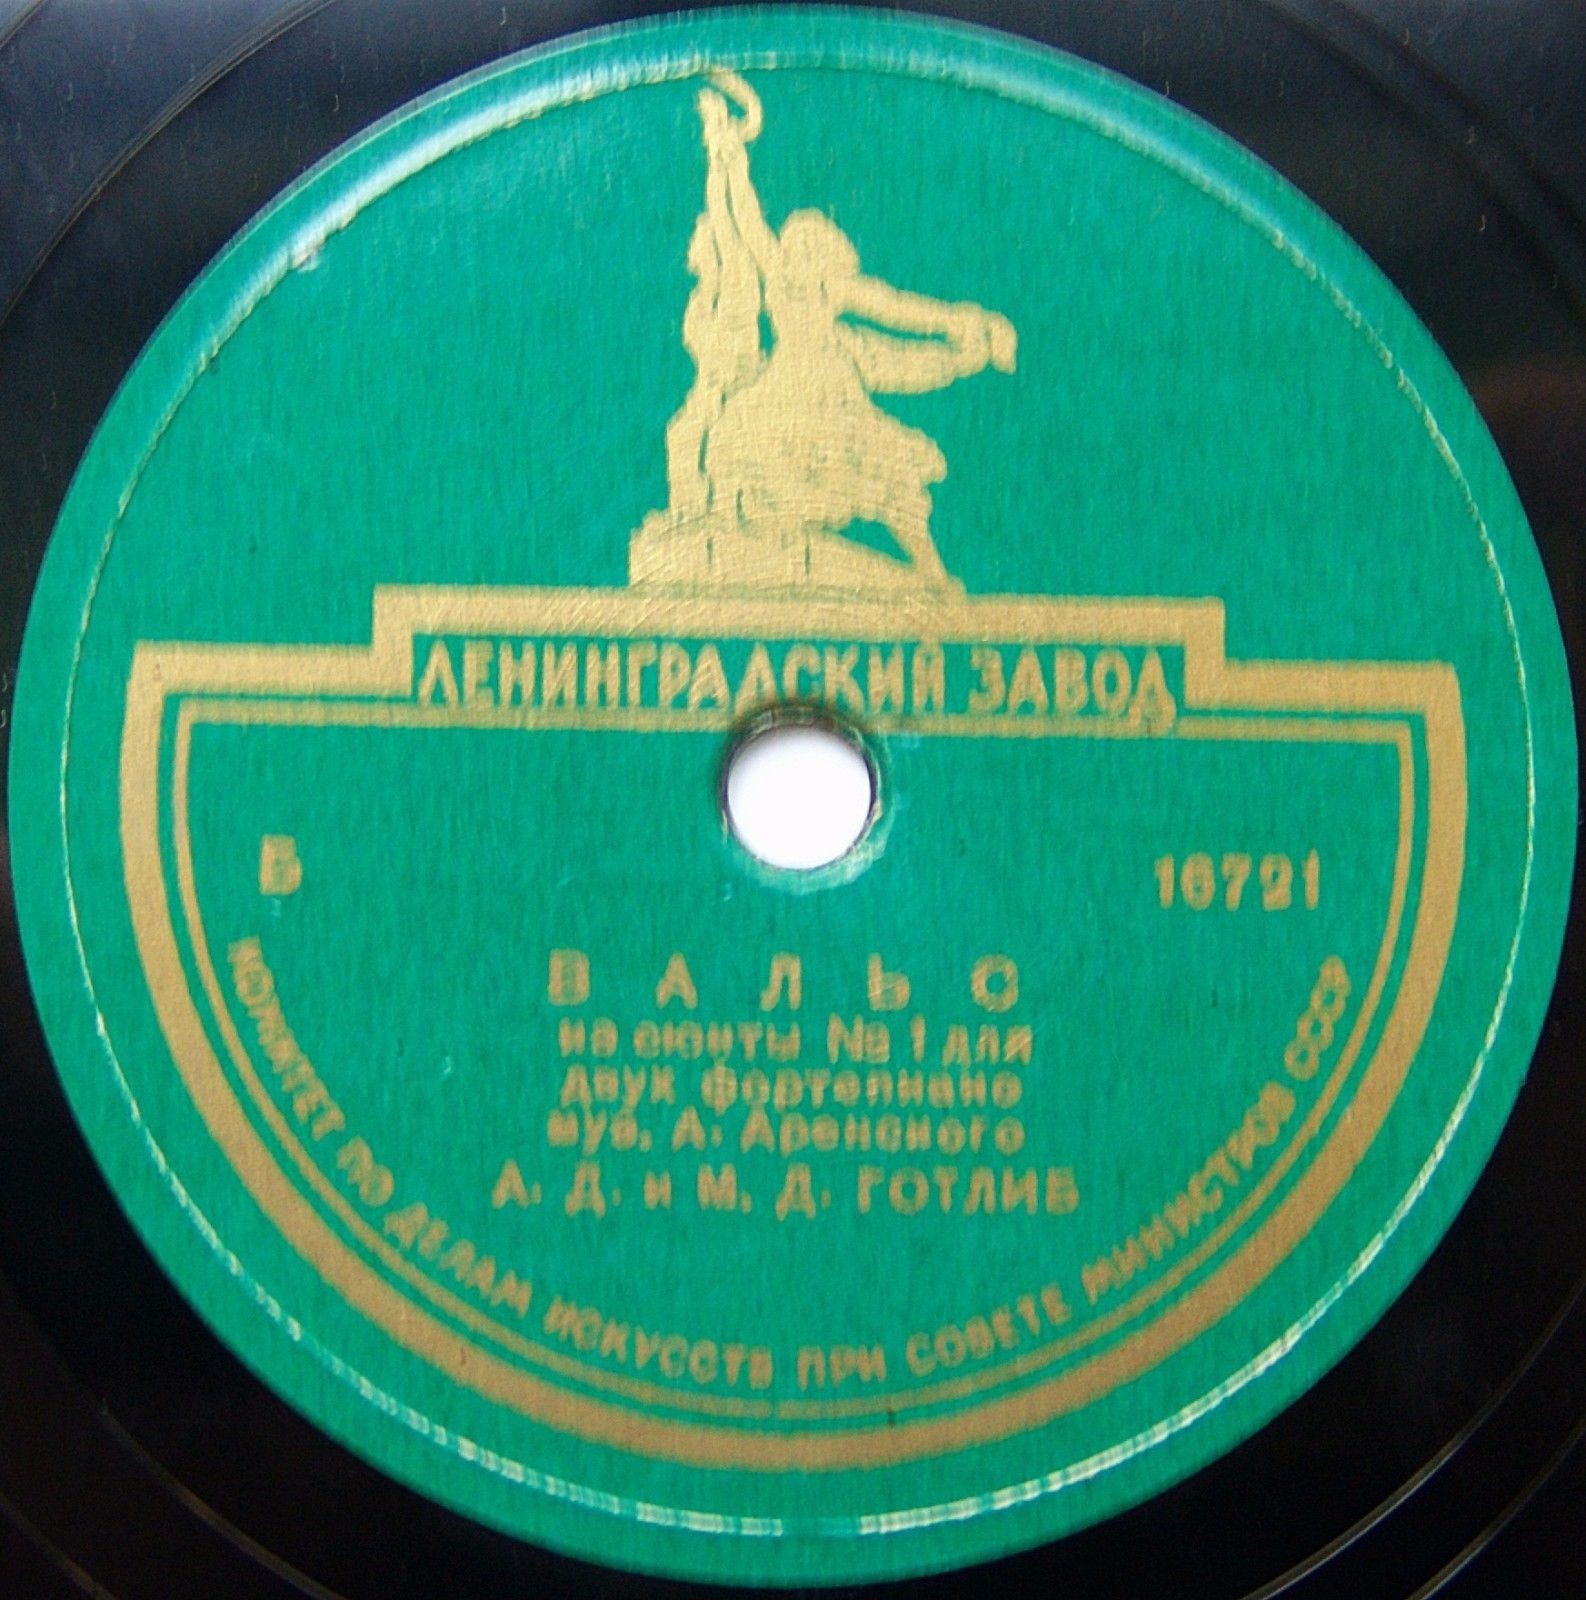 ЛЕНИНГРАДСКИЙ ЗАВОД
Б
16721
ВАЛЬС
из сюиты № 1 для
двух фортепиано
муз. А. Аренского
А. Д. и М. Д. ГОТЛИБ
КОМИТЕТ ПО ДЕЛАМ ИСКУССТВ ПРИ СОВЕТЕ МИНИСТРОВ СССР